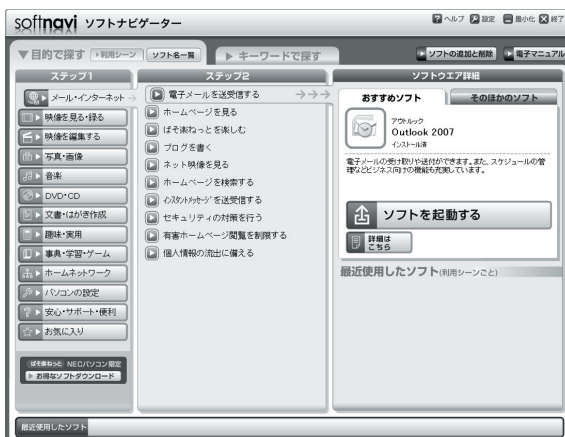 softnavi ソフトナビゲーター
ヘルプ 設定 最小化 終了
▼目的で探す ▶利用シーン ソフト名一覧 ▶ キーワードで探す
ソフトの追加と削除 電子マニュアル
ステップ1
メール・インターネット
映像を見る・録る
映像を編集する
写真・画像
音楽
DVD・CD
文書・はがき作成
趣味・実用
事典・学習・ゲーム
ホームネットワーク
パソコンの設定
安心・サポート・便利
お気に入り
ぱそ楽ねっと NECパソコン限定
お得なソフトダウンロード
ステップ2
電子メールを送受信する
ホームページを見る
ぱそ楽ねっとを楽しむ
ブログを書く
ネット映像を見る
ホームページを検索する
インスタントメッセージを送受信する
セキュリティの対策を行う
有害ホームページ閲覧を制限する
個人情報の流出に備える
ソフトウエア詳細
おすすめソフト そのほかのソフト
アウトルック
Outlook 2007
インストール済
電子メールの受け取りや送付ができます。また、スケジュールの管
理などビジネス向けの機能も充実しています。
ソフトを起動する
詳細は
こちら
最近使用したソフト(利用シーンごと)
最近使用したソフト